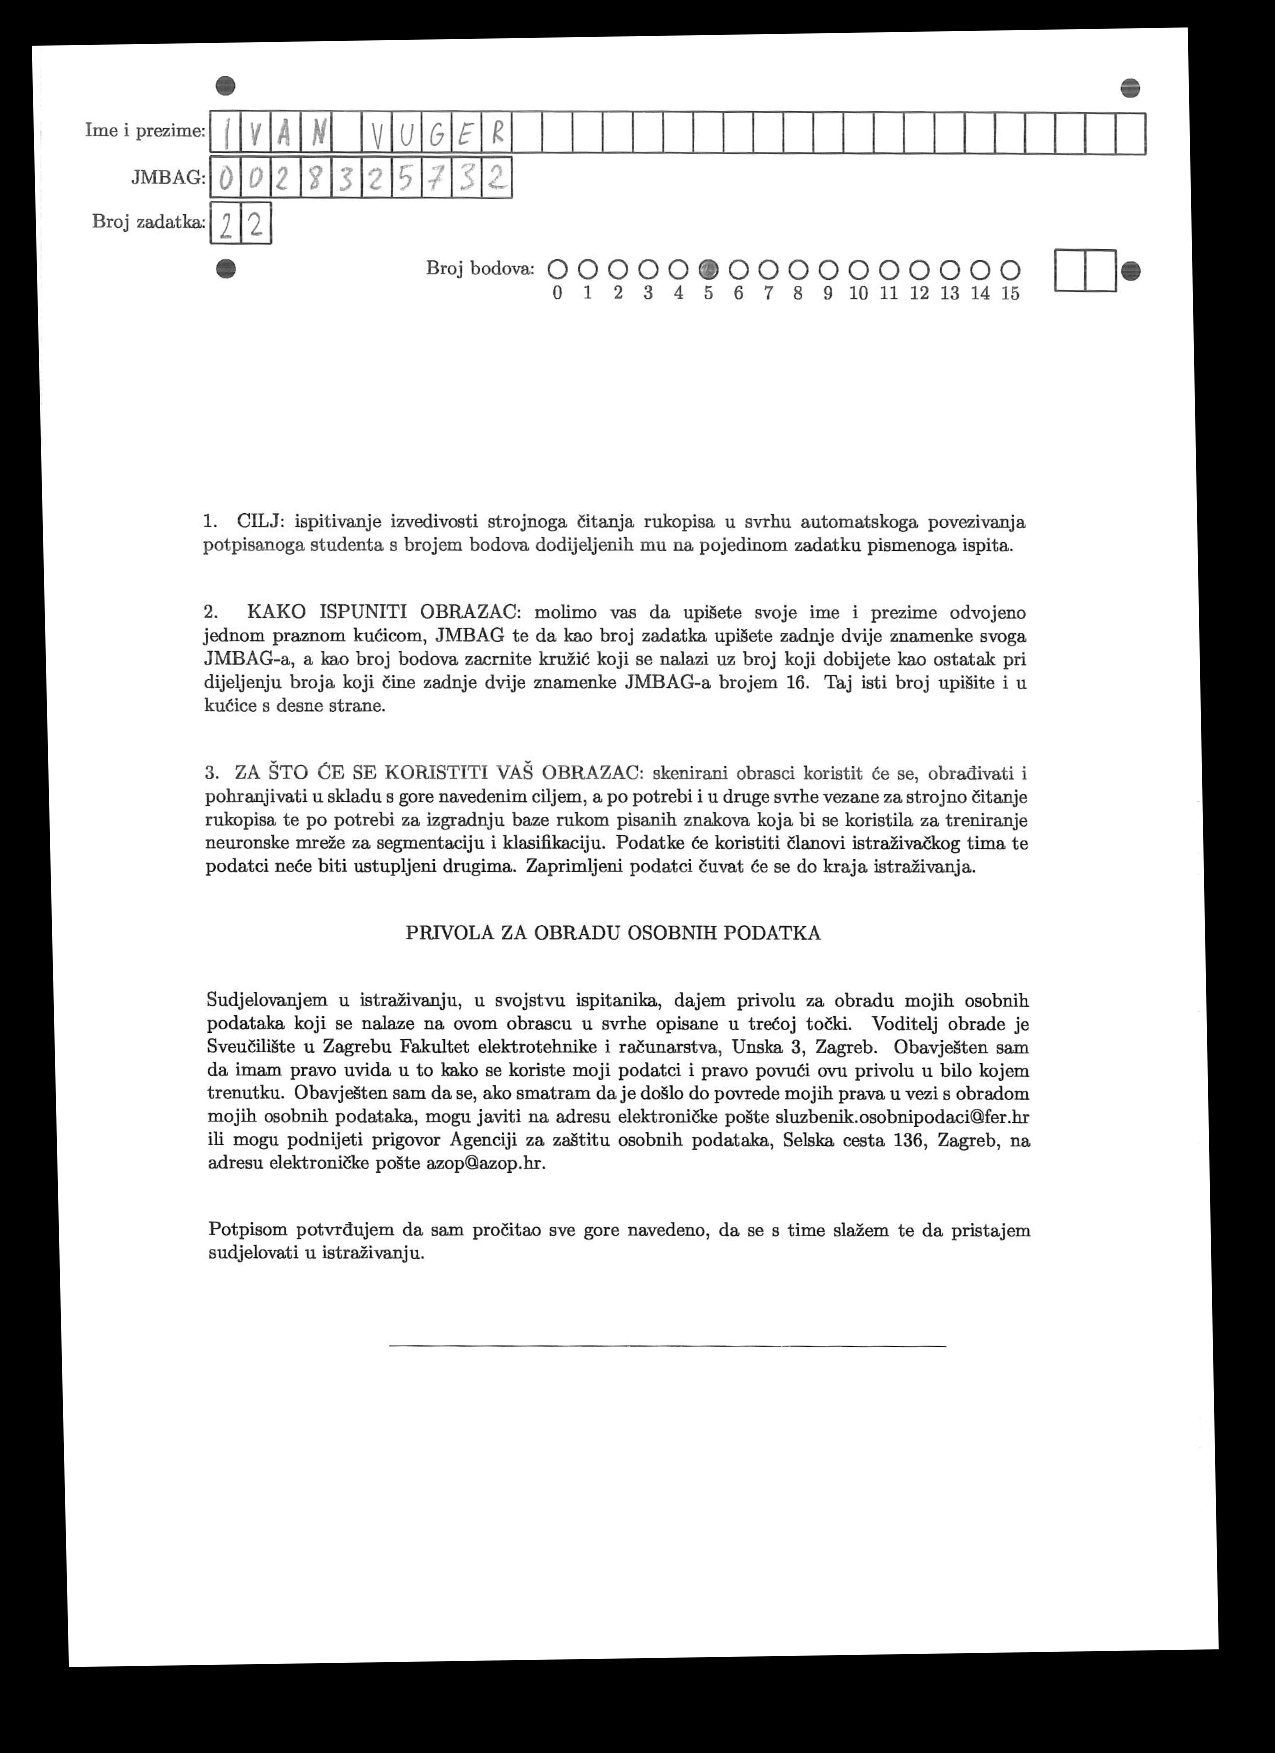 Ime i prezime: IVAN VUGER
JMBAG: 0028325732
Broj zadatka: 22
Broj bodova:
0 1 2 3 4 5 6 7 8 9 10 11 12 13 14 15
1. CILJ: ispitivanje izvedivosti strojnoga čitanja rukopisa u svrhu automatskoga povezivanja
potpisanoga studenta s brojem bodova dodijeljenih mu na pojedinom zadatku pismenoga ispita.
2. KAKO ISPUNITI OBRAZAC: molimo vas da upišete svoje ime i prezime odvojeno
jednom praznom kućicom, JMBAG te da kao broj zadatka upišete zadnje dvije znamenke svoga
JMBAG-a, a kao broj bodova zacrnite kružić koji se nalazi uz broj koji dobijete kao ostatak pri
dijeljenju broja koji čine zadnje dvije znamenke JMBAG-a brojem 16. Taj isti broj upišite i u
kućice s desne strane.
3. ZA ŠTO ĆE SE KORISTITI VAŠ OBRAZAC: skenirani obrasci koristit će se, obrađivati i
pohranjivati u skladu s gore navedenim ciljem, a po potrebi i u druge svrhe vezane za strojno čitanje
rukopisa te po potrebi za izgradnju baze rukom pisanih znakova koja bi se koristila za treniranje
neuronske mreže za segmentaciju i klasifikaciju. Podatke će koristiti članovi istraživačkog tima te
podatci neće biti ustupljeni drugima. Zaprimljeni podatci čuvat će se do kraja istraživanja.
PRIVOLA ZA OBRADU OSOBNIH PODATKA
Sudjelovanjem u istraživanju, u svojstvu ispitanika, dajem privolu za obradu mojih osobnih
podataka koji se nalaze na ovom obrascu u svrhe opisane u trećoj točki. Voditelj obrade je
Sveučilište u Zagrebu Fakultet elektrotehnike i računarstva, Unska 3, Zagreb. Obavješten sam
da imam pravo uvida u to kako se koriste moji podatci i pravo povući ovu privolu u bilo kojem
trenutku. Obavješten sam da se, ako smatram da je došlo do povrede mojih prava u vezi s obradom
mojih osobnih podataka, mogu javiti na adresu elektroničke pošte sluzbenik.osobnipodaci@fer.hr
ili mogu podnijeti prigovor Agenciji za zaštitu osobnih podataka, Selska cesta 136, Zagreb, na
adresu elektroničke pošte azop@azop.hr.
Potpisom potvrđujem da sam pročitao sve gore navedeno, da se s time slažem te da pristajem
sudjelovati u istraživanju.